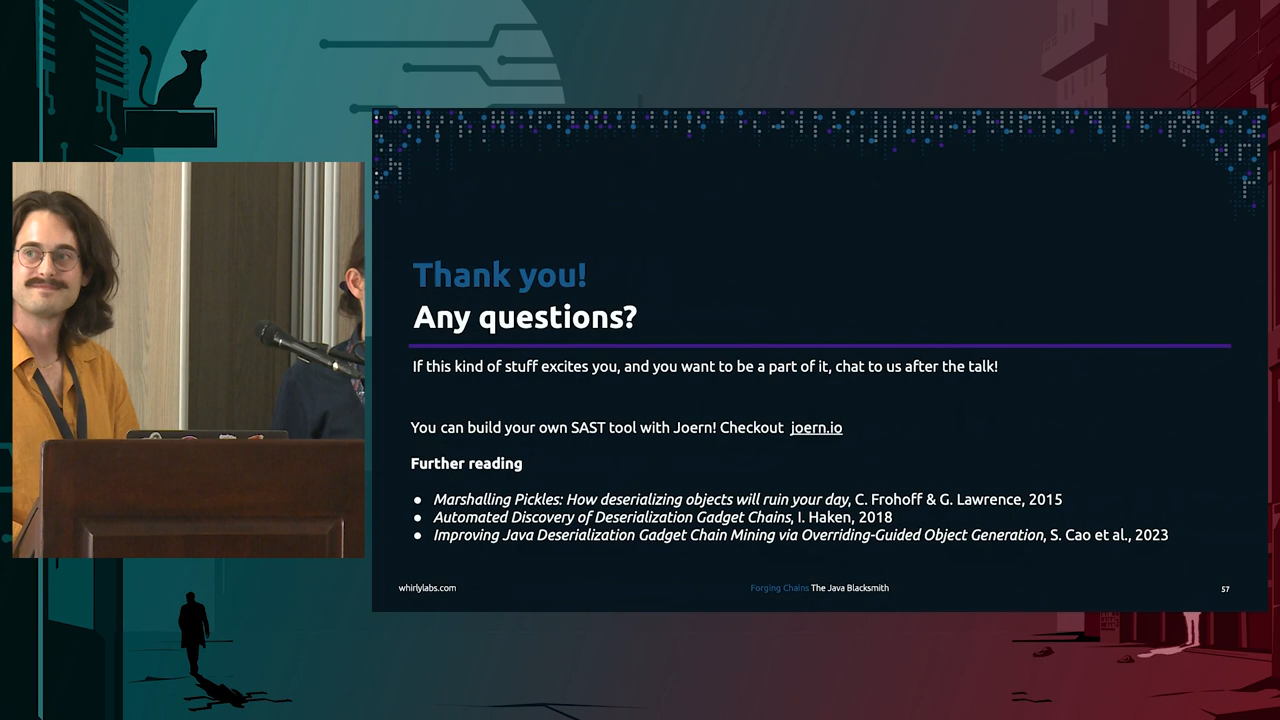 Thank you!
Any questions?
If this kind of stuff excites you, and you want to be a part of it, chat to us after the talk!
You can build your own SAST tool with Joern! Checkout joern.io
Further reading
● Marshalling Pickles: How deserializing objects will ruin your day, C. Frohoff & G. Lawrence, 2015
● Automated Discovery of Deserialization Gadget Chains, I. Haken, 2018
● Improving Java Deserialization Gadget Chain Mining via Overriding-Guided Object Generation, S. Cao et al., 2023
whirlylabs.com Forging Chains The Java Blacksmith 57